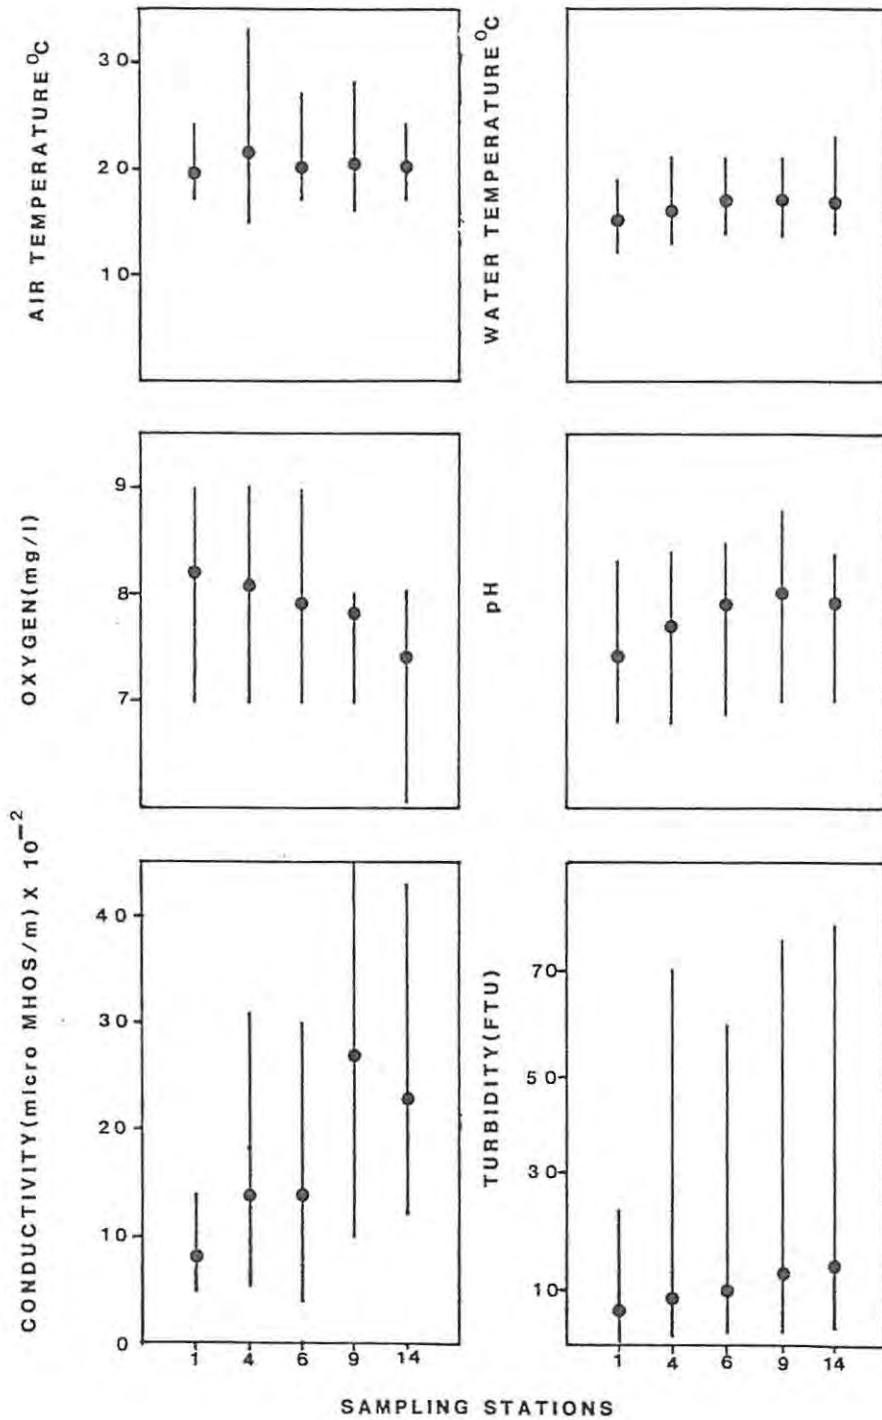 AIR TEMPERATURE °C
30
20
10
WATER TEMPERATURE °C
OXYGEN(mg/l)
9
8
7
pH
CONDUCTIVITY(micro MHOS/m) X 10⁻²
40
30
20
10
0
1 4 6 9 14
TURBIDITY(FTU)
70
50
30
10
1 4 6 9 14
SAMPLING STATIONS